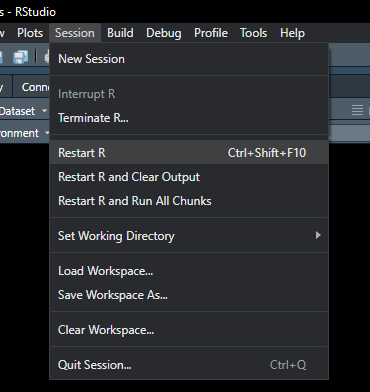 s - RStudio
w Plots Session Build Debug Profile Tools Help
New Session
Interrupt R
Terminate R...
Restart R Ctrl+Shift+F10
Restart R and Clear Output
Restart R and Run All Chunks
Set Working Directory
Load Workspace...
Save Workspace As...
Clear Workspace...
Quit Session... Ctrl+Q
y Conne
Dataset
ronment